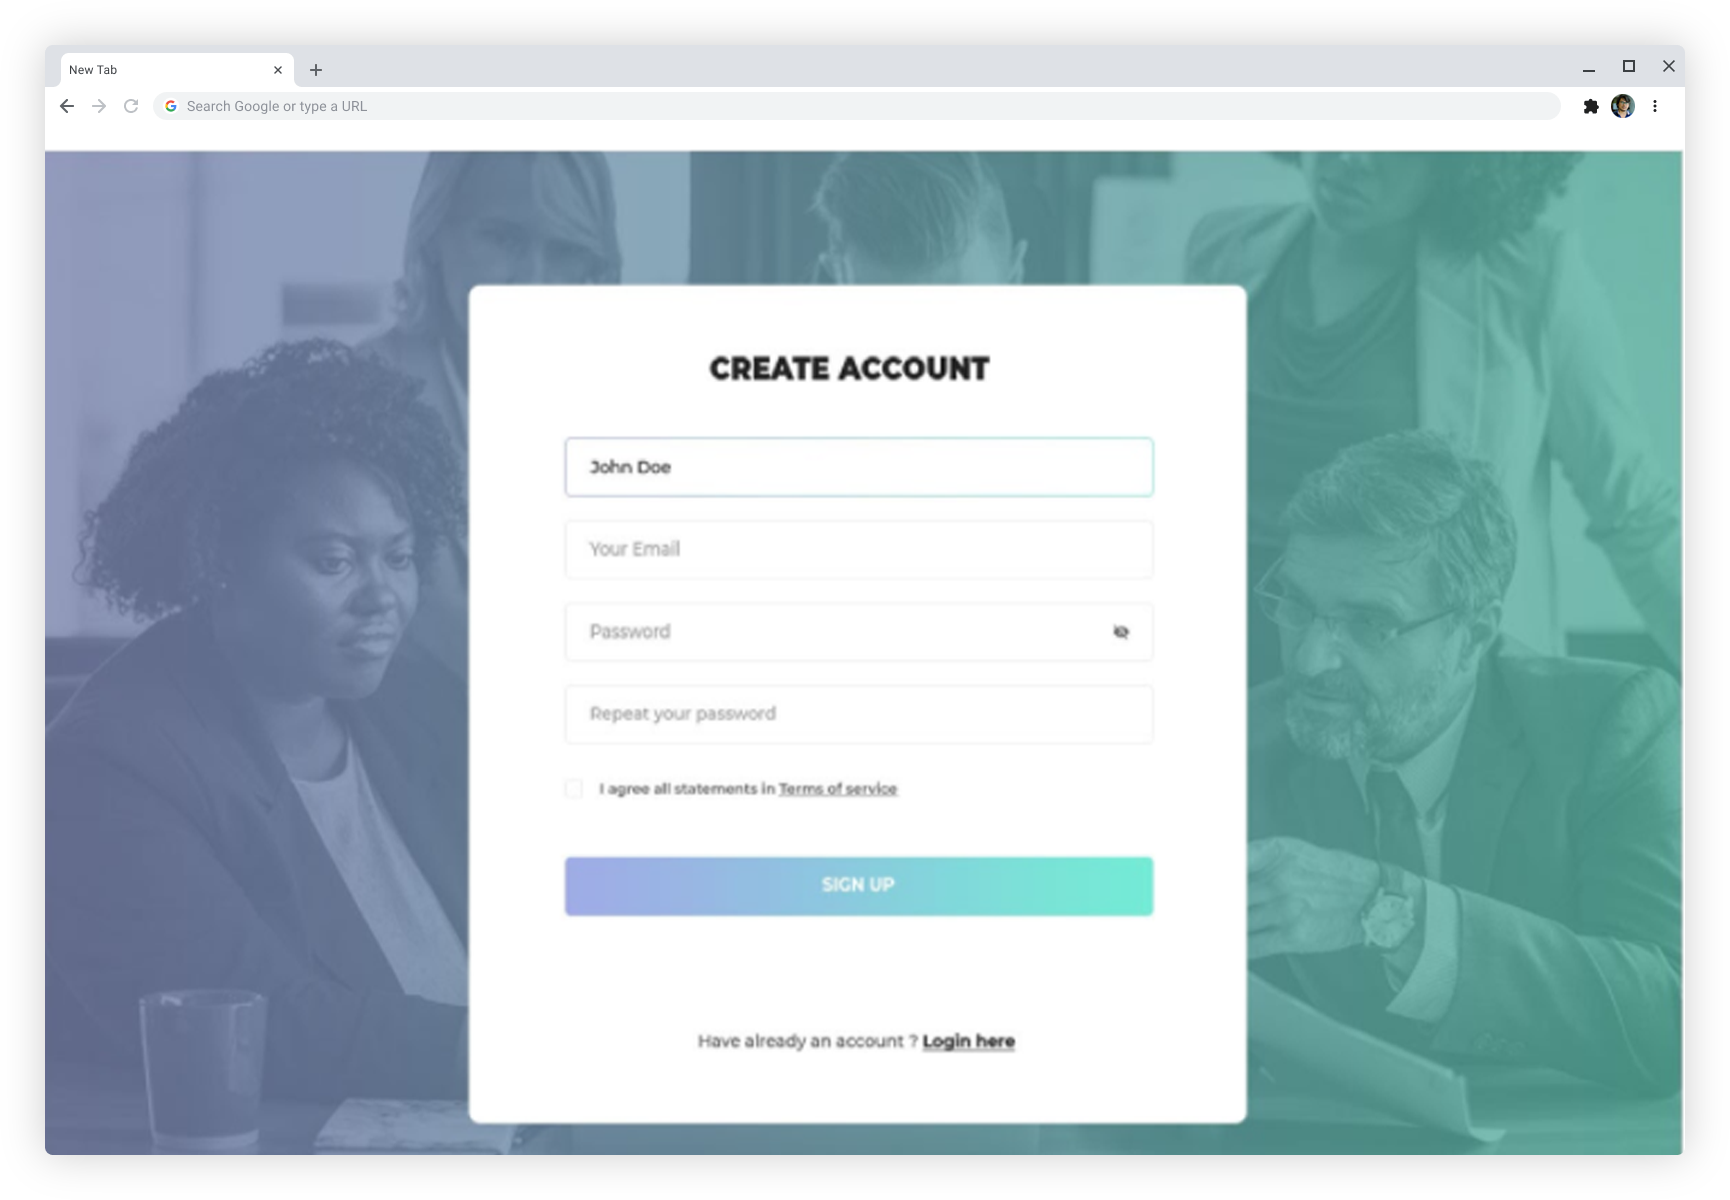 New Tab
Search Google or type a URL
CREATE ACCOUNT
John Doe
Your Email
Password
Repeat your password
I agree all statements in Terms of service
SIGN UP
Have already an account ? Login here